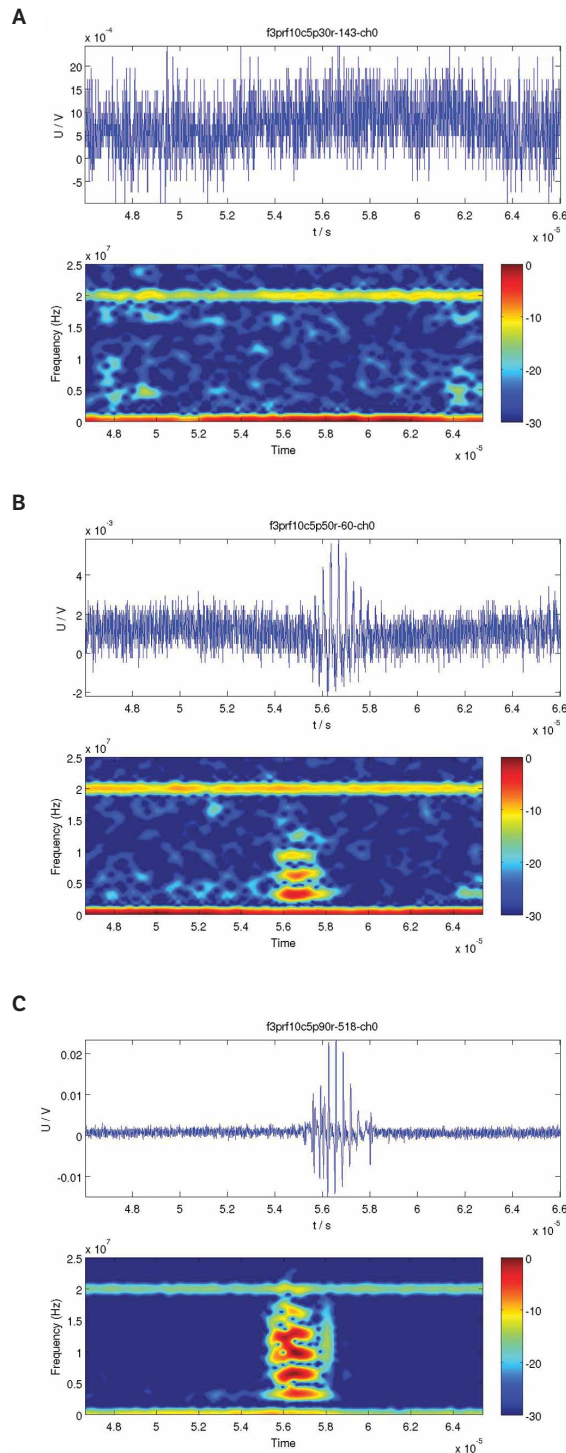 A
f3prf10c5p30r-143-ch0
x 10⁻⁴
20
15
10
5
0
-5
U / V
4.8 5 5.2 5.4 5.6 5.8 6 6.2 6.4 6.6
t / s
x 10⁻⁵
x 10⁷
2.5
2
1.5
1
0.5
0
Frequency (Hz)
4.8 5 5.2 5.4 5.6 5.8 6 6.2 6.4
Time
x 10⁻⁵
0
-10
-20
-30
B
f3prf10c5p50r-60-ch0
x 10⁻³
4
2
0
-2
U / V
4.8 5 5.2 5.4 5.6 5.8 6 6.2 6.4 6.6
t / s
x 10⁻⁵
x 10⁷
2.5
2
1.5
1
0.5
0
Frequency (Hz)
4.8 5 5.2 5.4 5.6 5.8 6 6.2 6.4
Time
x 10⁻⁵
0
-10
-20
-30
C
f3prf10c5p90r-518-ch0
0.02
0.01
0
-0.01
U / V
4.8 5 5.2 5.4 5.6 5.8 6 6.2 6.4 6.6
t / s
x 10⁻⁵
x 10⁷
2.5
2
1.5
1
0.5
0
Frequency (Hz)
4.8 5 5.2 5.4 5.6 5.8 6 6.2 6.4
Time
x 10⁻⁵
0
-10
-20
-30